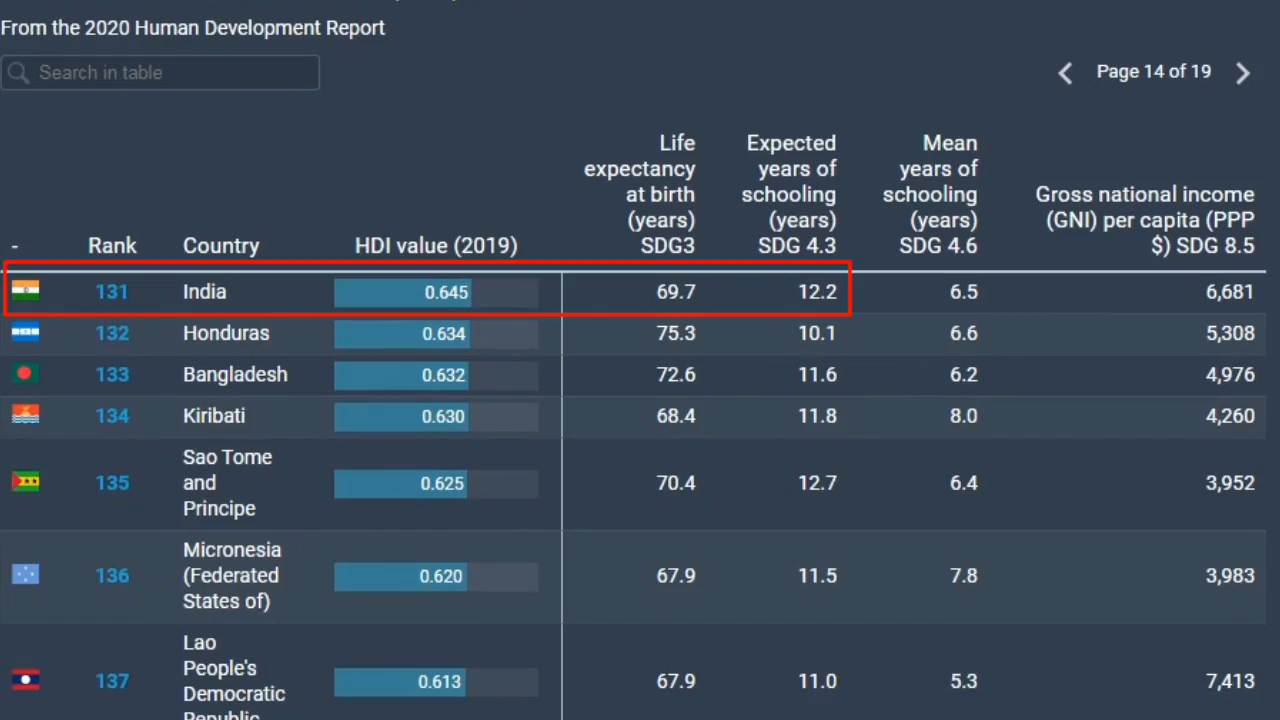 From the 2020 Human Development Report
Search in table
Page 14 of 19
- Rank Country HDI value (2019) Life expectancy at birth (years) SDG3 Expected years of schooling (years) SDG 4.3 Mean years of schooling (years) SDG 4.6 Gross national income (GNI) per capita (PPP $) SDG 8.5
131 India 0.645 69.7 12.2 6.5 6,681
132 Honduras 0.634 75.3 10.1 6.6 5,308
133 Bangladesh 0.632 72.6 11.6 6.2 4,976
134 Kiribati 0.630 68.4 11.8 8.0 4,260
135 Sao Tome and Principe 0.625 70.4 12.7 6.4 3,952
136 Micronesia (Federated States of) 0.620 67.9 11.5 7.8 3,983
137 Lao People's Democratic Republic 0.613 67.9 11.0 5.3 7,413